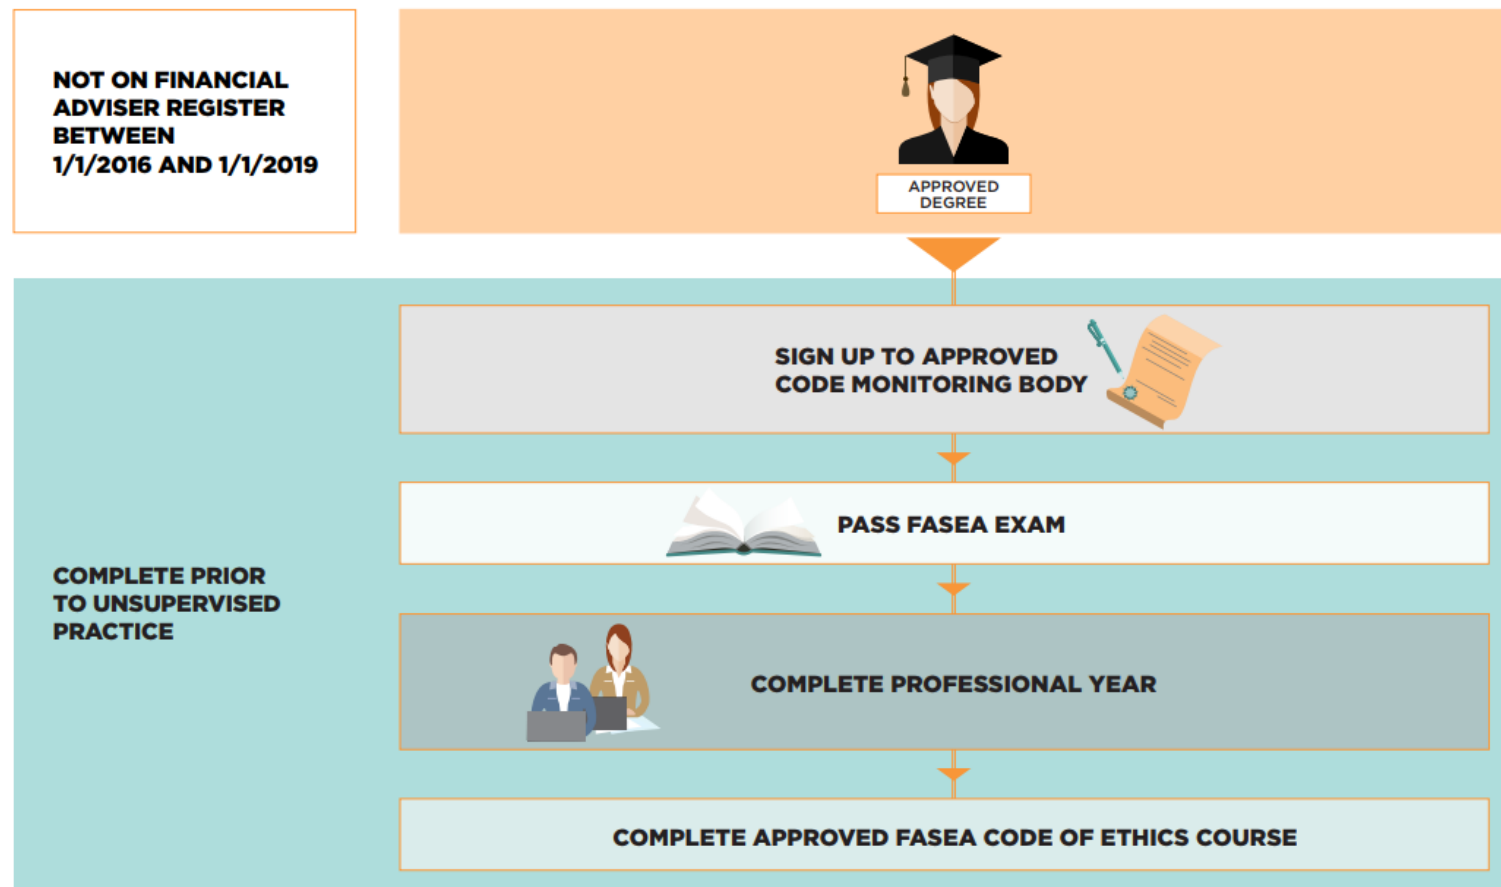 NOT ON FINANCIAL
ADVISER REGISTER
BETWEEN
1/1/2016 AND 1/1/2019
APPROVED
DEGREE
SIGN UP TO APPROVED
CODE MONITORING BODY
PASS FASEA EXAM
COMPLETE PRIOR
TO UNSUPERVISED
PRACTICE
COMPLETE PROFESSIONAL YEAR
COMPLETE APPROVED FASEA CODE OF ETHICS COURSE